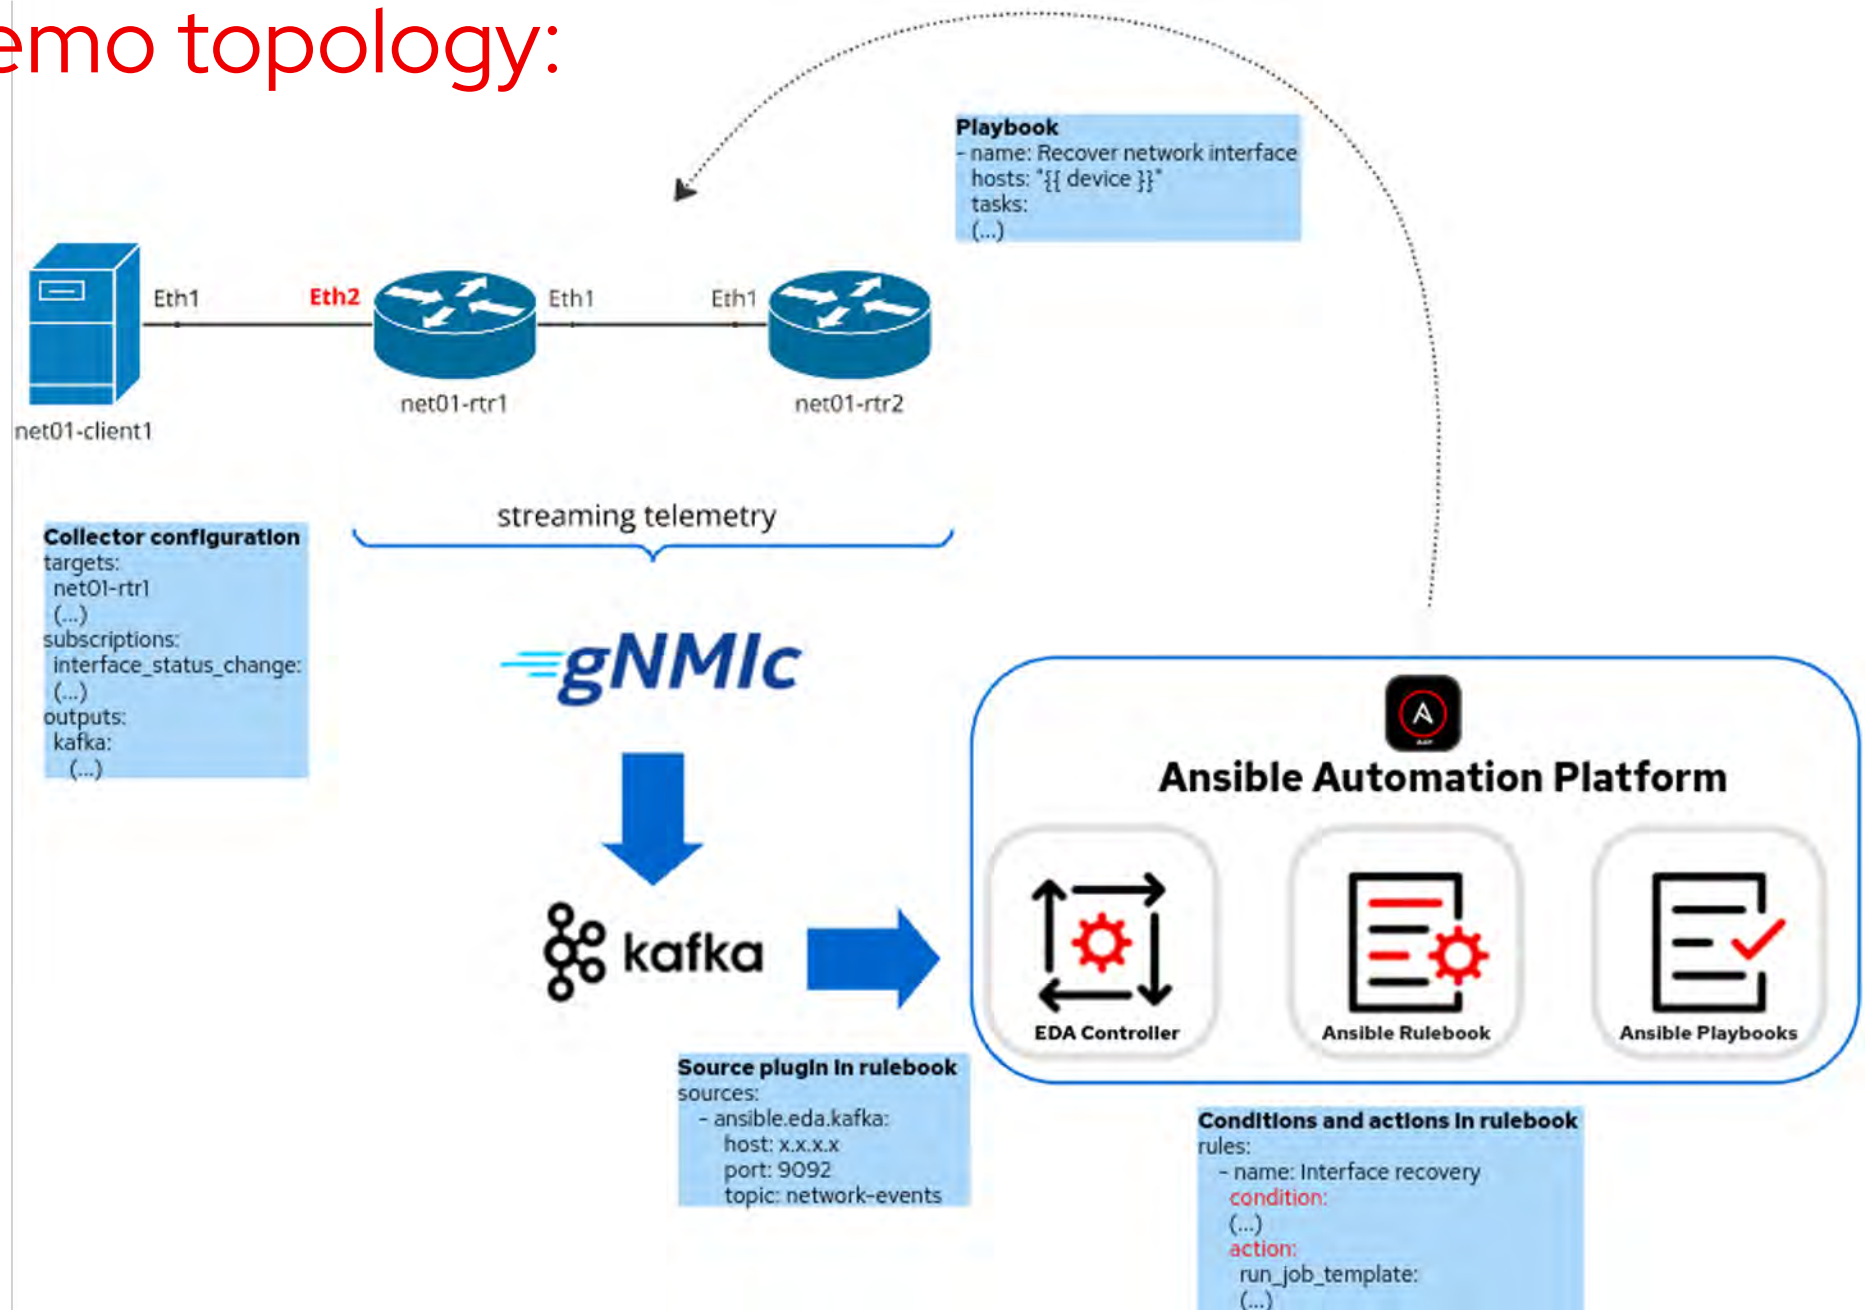 emo topology:
Playbook
- name: Recover network interface
hosts: "{{ device }}"
tasks:
(...)
Eth1
Eth2
Eth1
Eth1
net01-client1
net01-rtr1
net01-rtr2
streaming telemetry
Collector configuration
targets:
net01-rtr1
(...)
subscriptions:
interface_status_change:
(...)
outputs:
kafka:
(...)
gNMIc
kafka
Ansible Automation Platform
EDA Controller
Ansible Rulebook
Ansible Playbooks
Source plugin in rulebook
sources:
- ansible.eda.kafka:
host: x.x.x.x
port: 9092
topic: network-events
Conditions and actions in rulebook
rules:
- name: Interface recovery
condition:
(...)
action:
run_job_template:
(...)